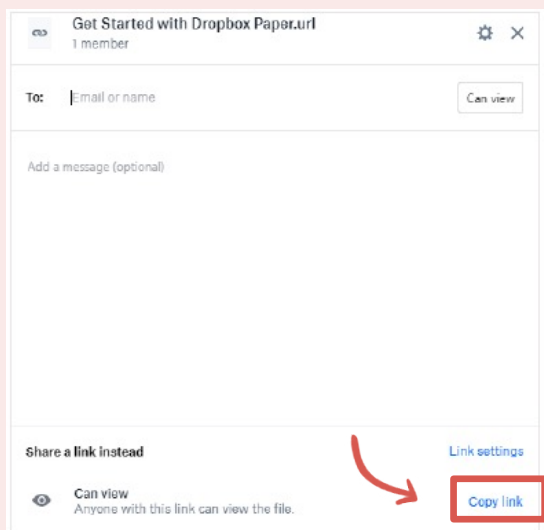 Get Started with Dropbox Paper.url
1 member
To: Email or name
Can view
Add a message (optional)
Share a link instead
Link settings
Can view
Anyone with this link can view the file.
Copy link